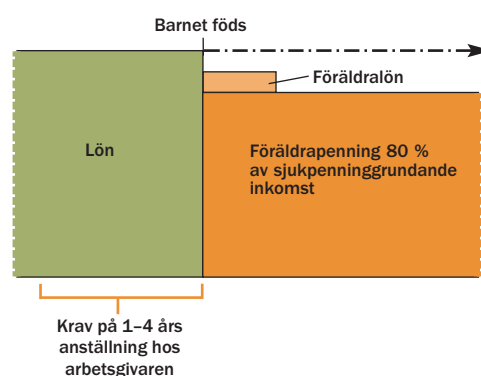 Barnet föds
Föräldralön
Lön
Föräldrapenning 80 %
av sjukpenninggrundande
inkomst
Krav på 1–4 års
anställning hos
arbetsgivaren